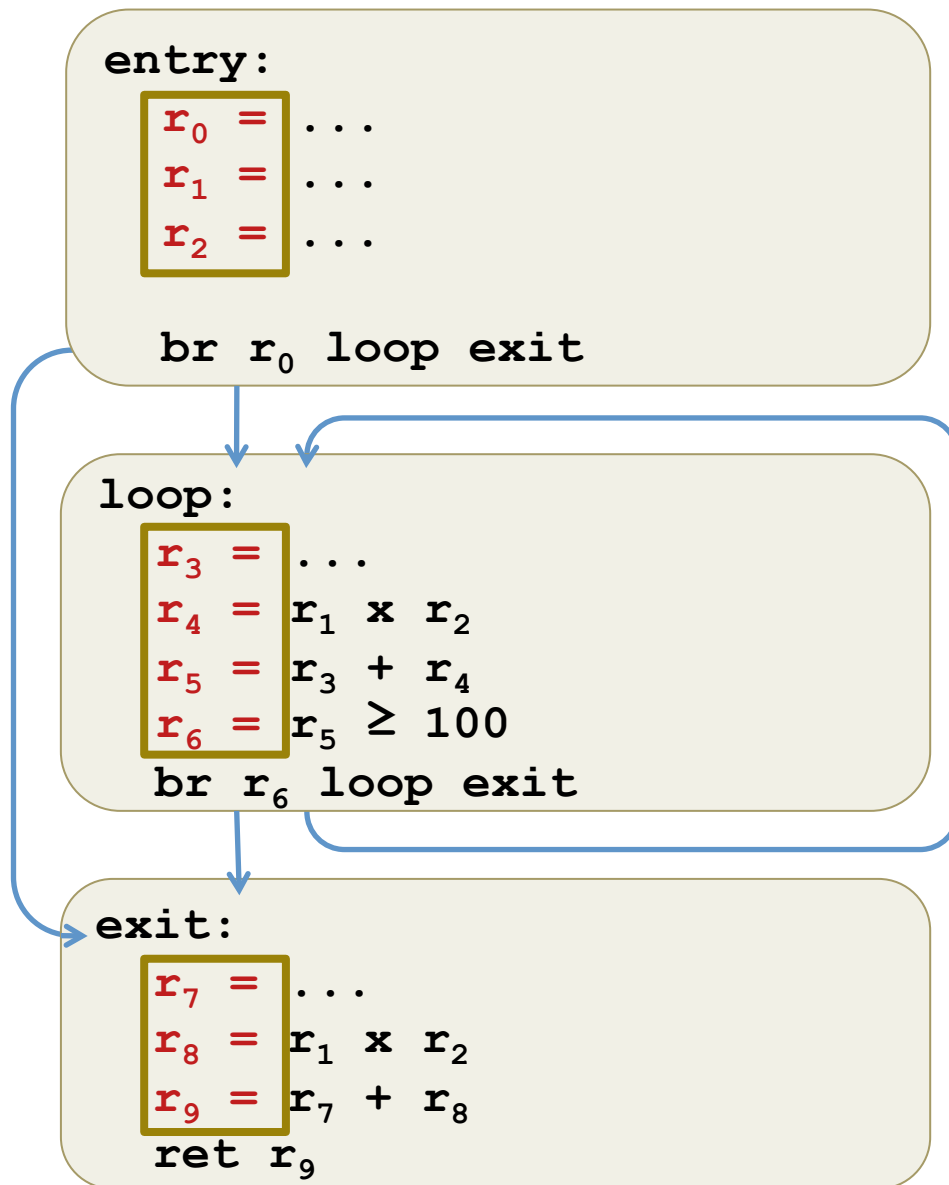 entry:
r₀ = ...
r₁ = ...
r₂ = ...
br r₀ loop exit
loop:
r₃ = ...
r₄ = r₁ x r₂
r₅ = r₃ + r₄
r₆ = r₅ ≥ 100
br r₆ loop exit
exit:
r₇ = ...
r₈ = r₁ x r₂
r₉ = r₇ + r₈
ret r₉